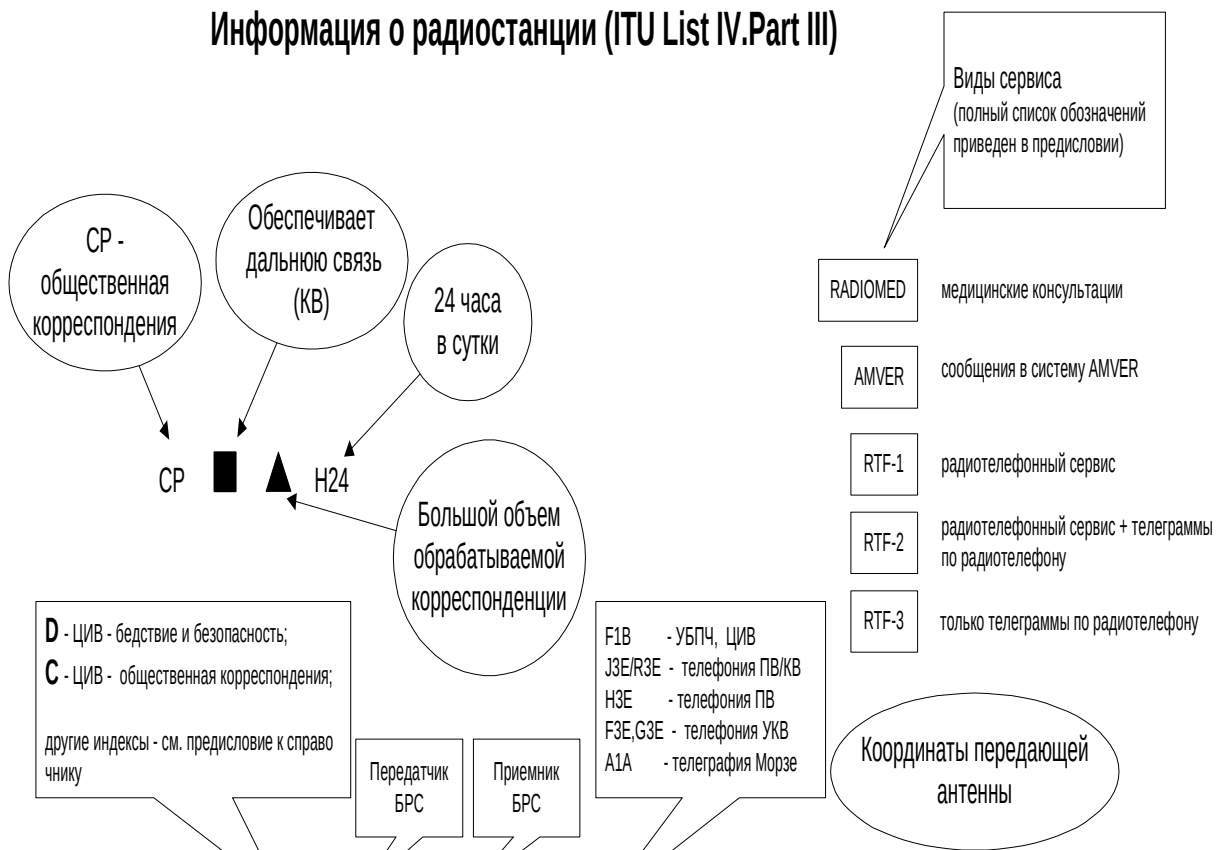 Информация о радиостанции (ITU List IV.Part III)
Виды сервиса
(полный список обозначений
приведен в предисловии)
CP -
общественная
корреспондения
Обеспечивает
дальнюю связь
(КВ)
24 часа
в сутки
CP H24
Большой объем
обрабатываемой
корреспонденции
RADIOMED медицинские консультации
AMVER сообщения в систему AMVER
RTF-1 радиотелефонный сервис
RTF-2 радиотелефонный сервис + телеграммы
по радиотелефону
RTF-3 только телеграммы по радиотелефону
D - ЦИВ - бедствие и безопасность;
C - ЦИВ - общественная корреспондения;
другие индексы - см. предисловие к справо
чнику
Передатчик
БРС
Приемник
БРС
F1B - УБПЧ, ЦИВ
J3E/R3E - телефония ПВ/КВ
H3E - телефония ПВ
F3E,G3E - телефония УКВ
A1A - телеграфия Морзе
Координаты передающей
антенны